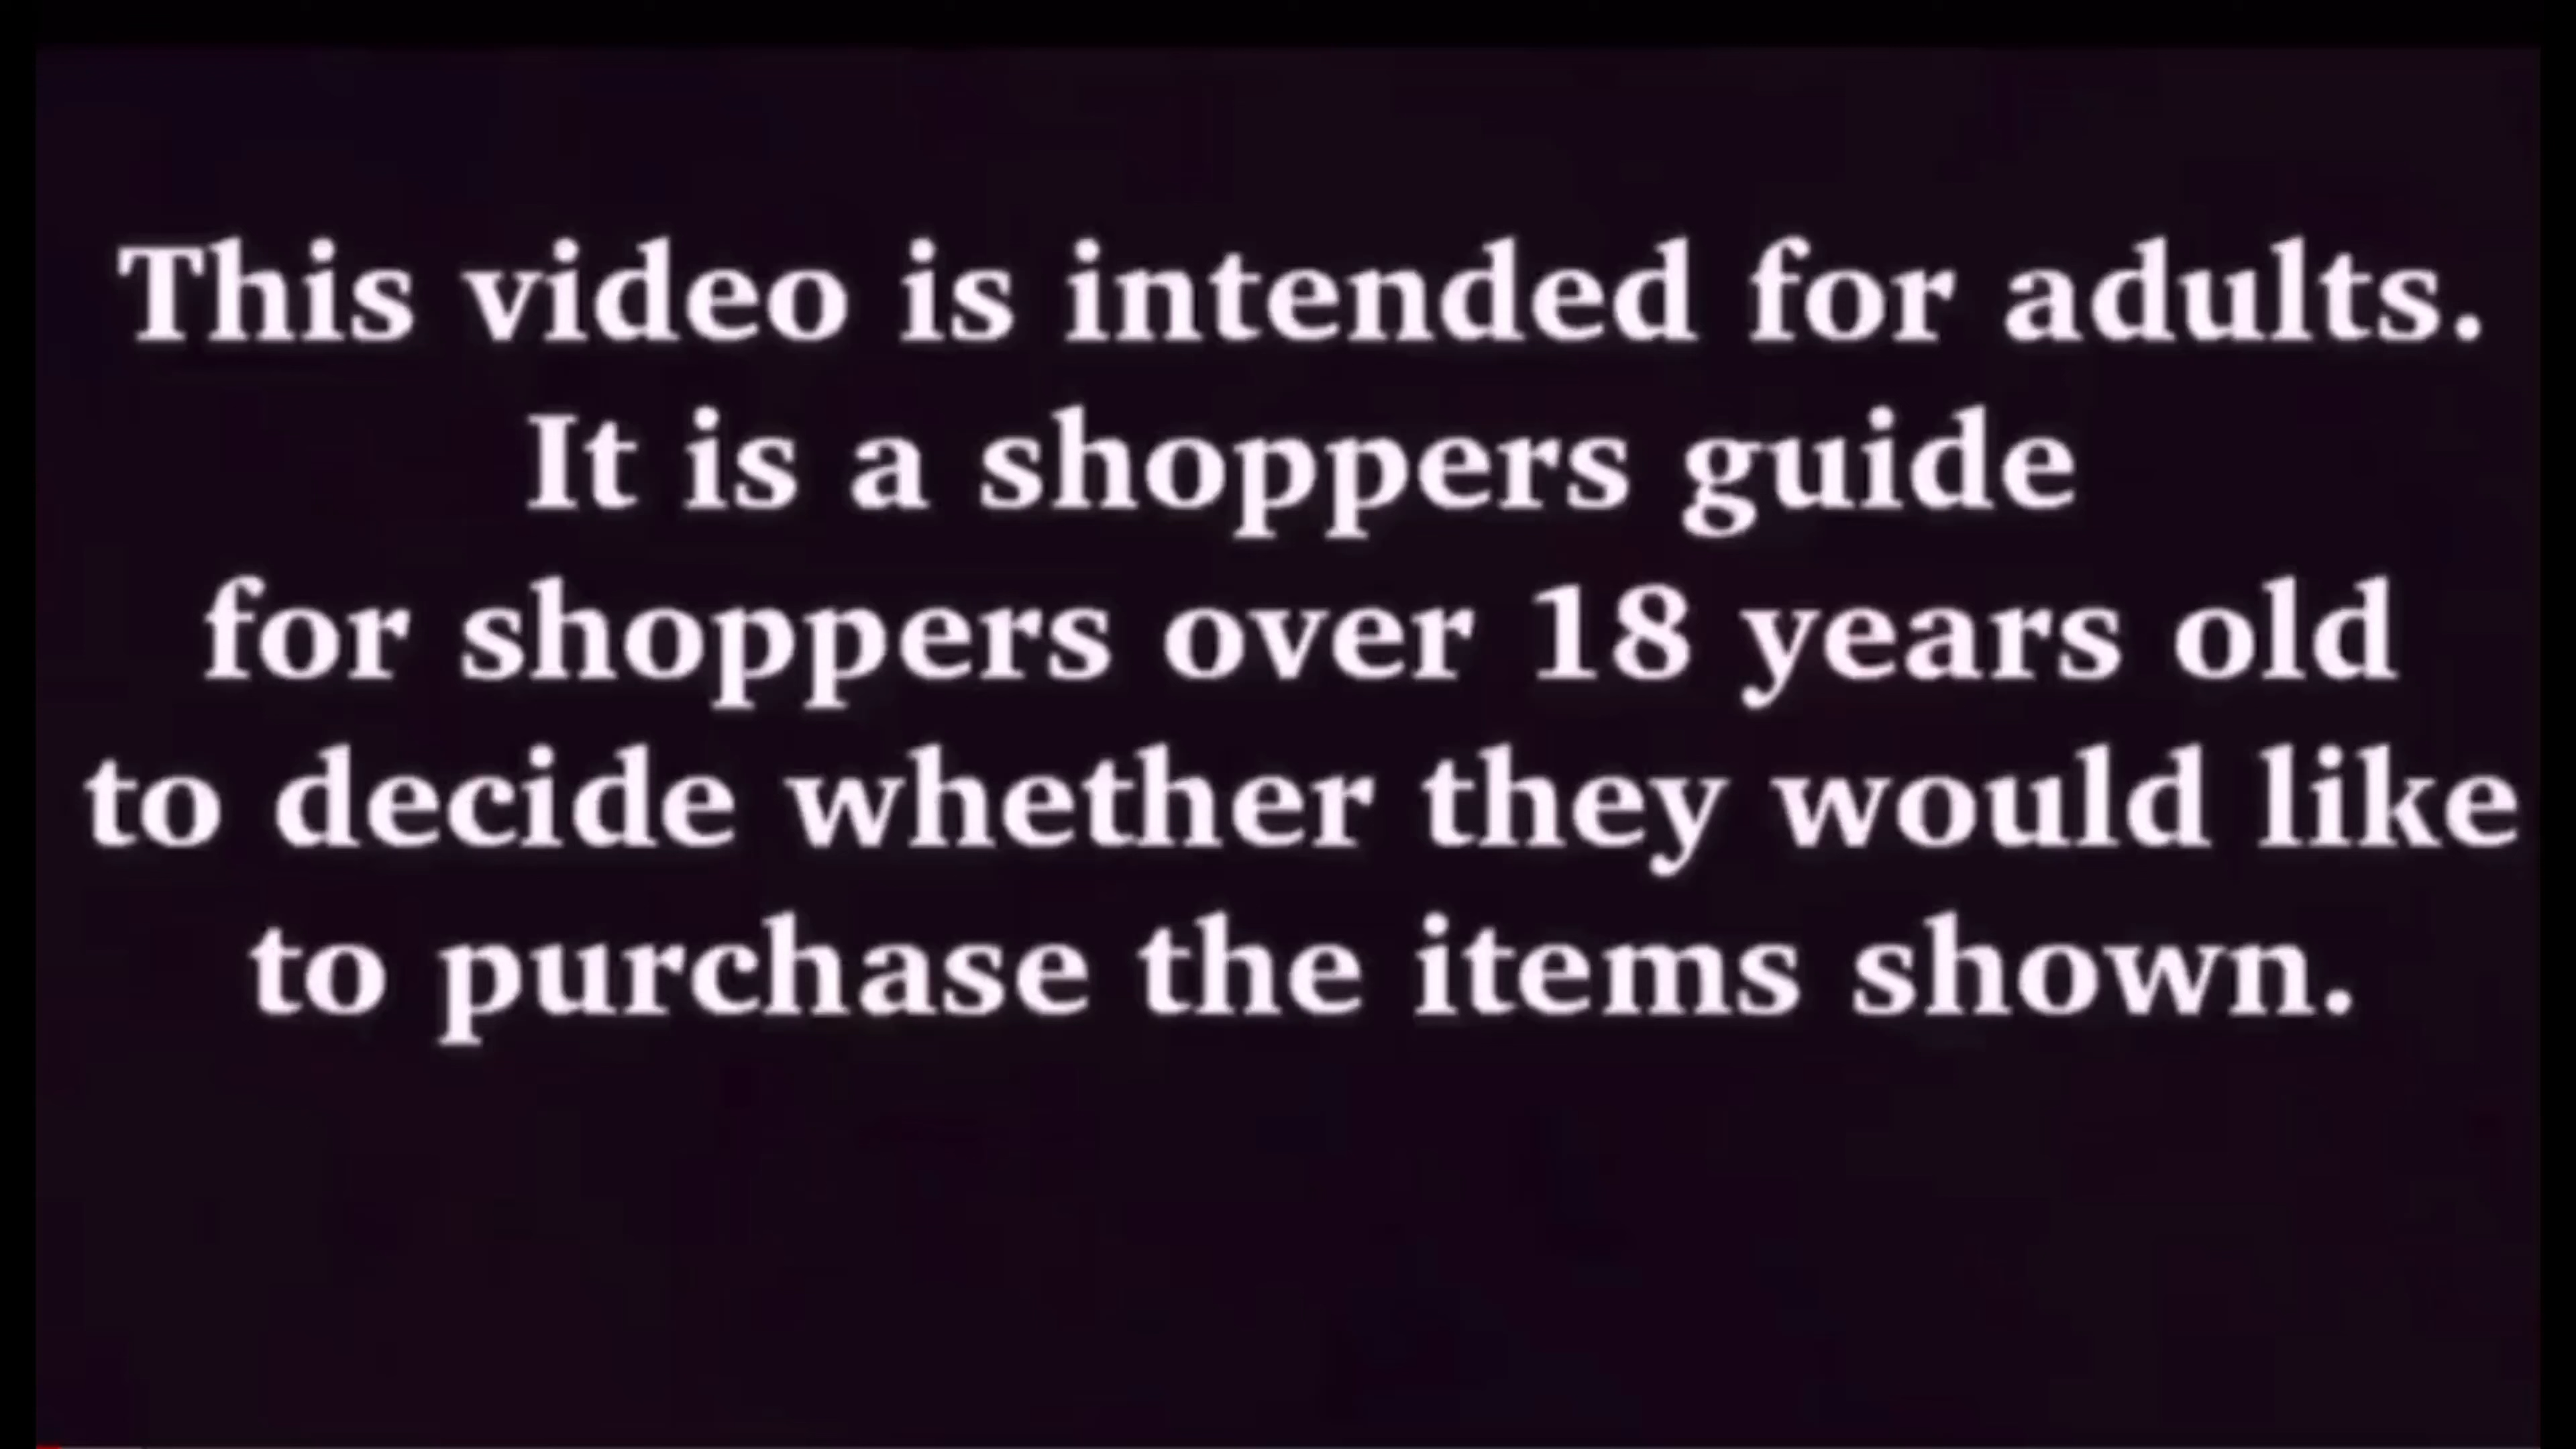 This video is intended for adults.
It is a shoppers guide
for shoppers over 18 years old
to decide whether they would like
to purchase the items shown.